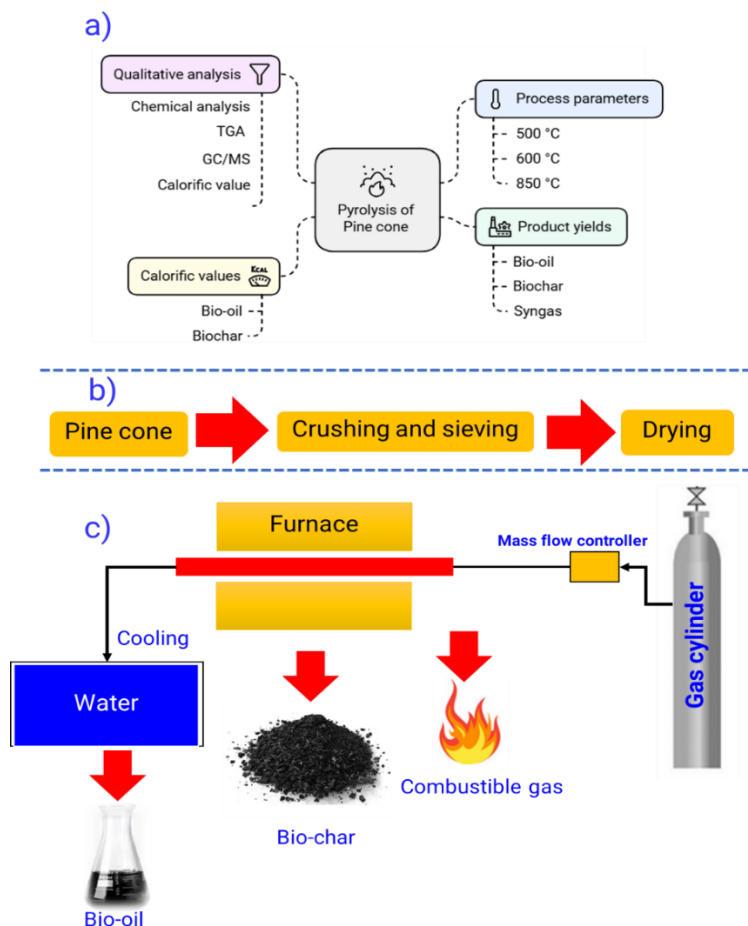 a)
Qualitative analysis
Chemical analysis
TGA
GC/MS
Calorific value
Process parameters
500 °C
600 °C
850 °C
Pyrolysis of
Pine cone
Product yields
Bio-oil
Biochar
Syngas
KCAL
Calorific values
Bio-oil
Biochar
b)
Pine cone
Crushing and sieving
Drying
c)
Furnace
Mass flow controller
Gas cylinder
Cooling
Water
Combustible gas
Bio-char
Bio-oil